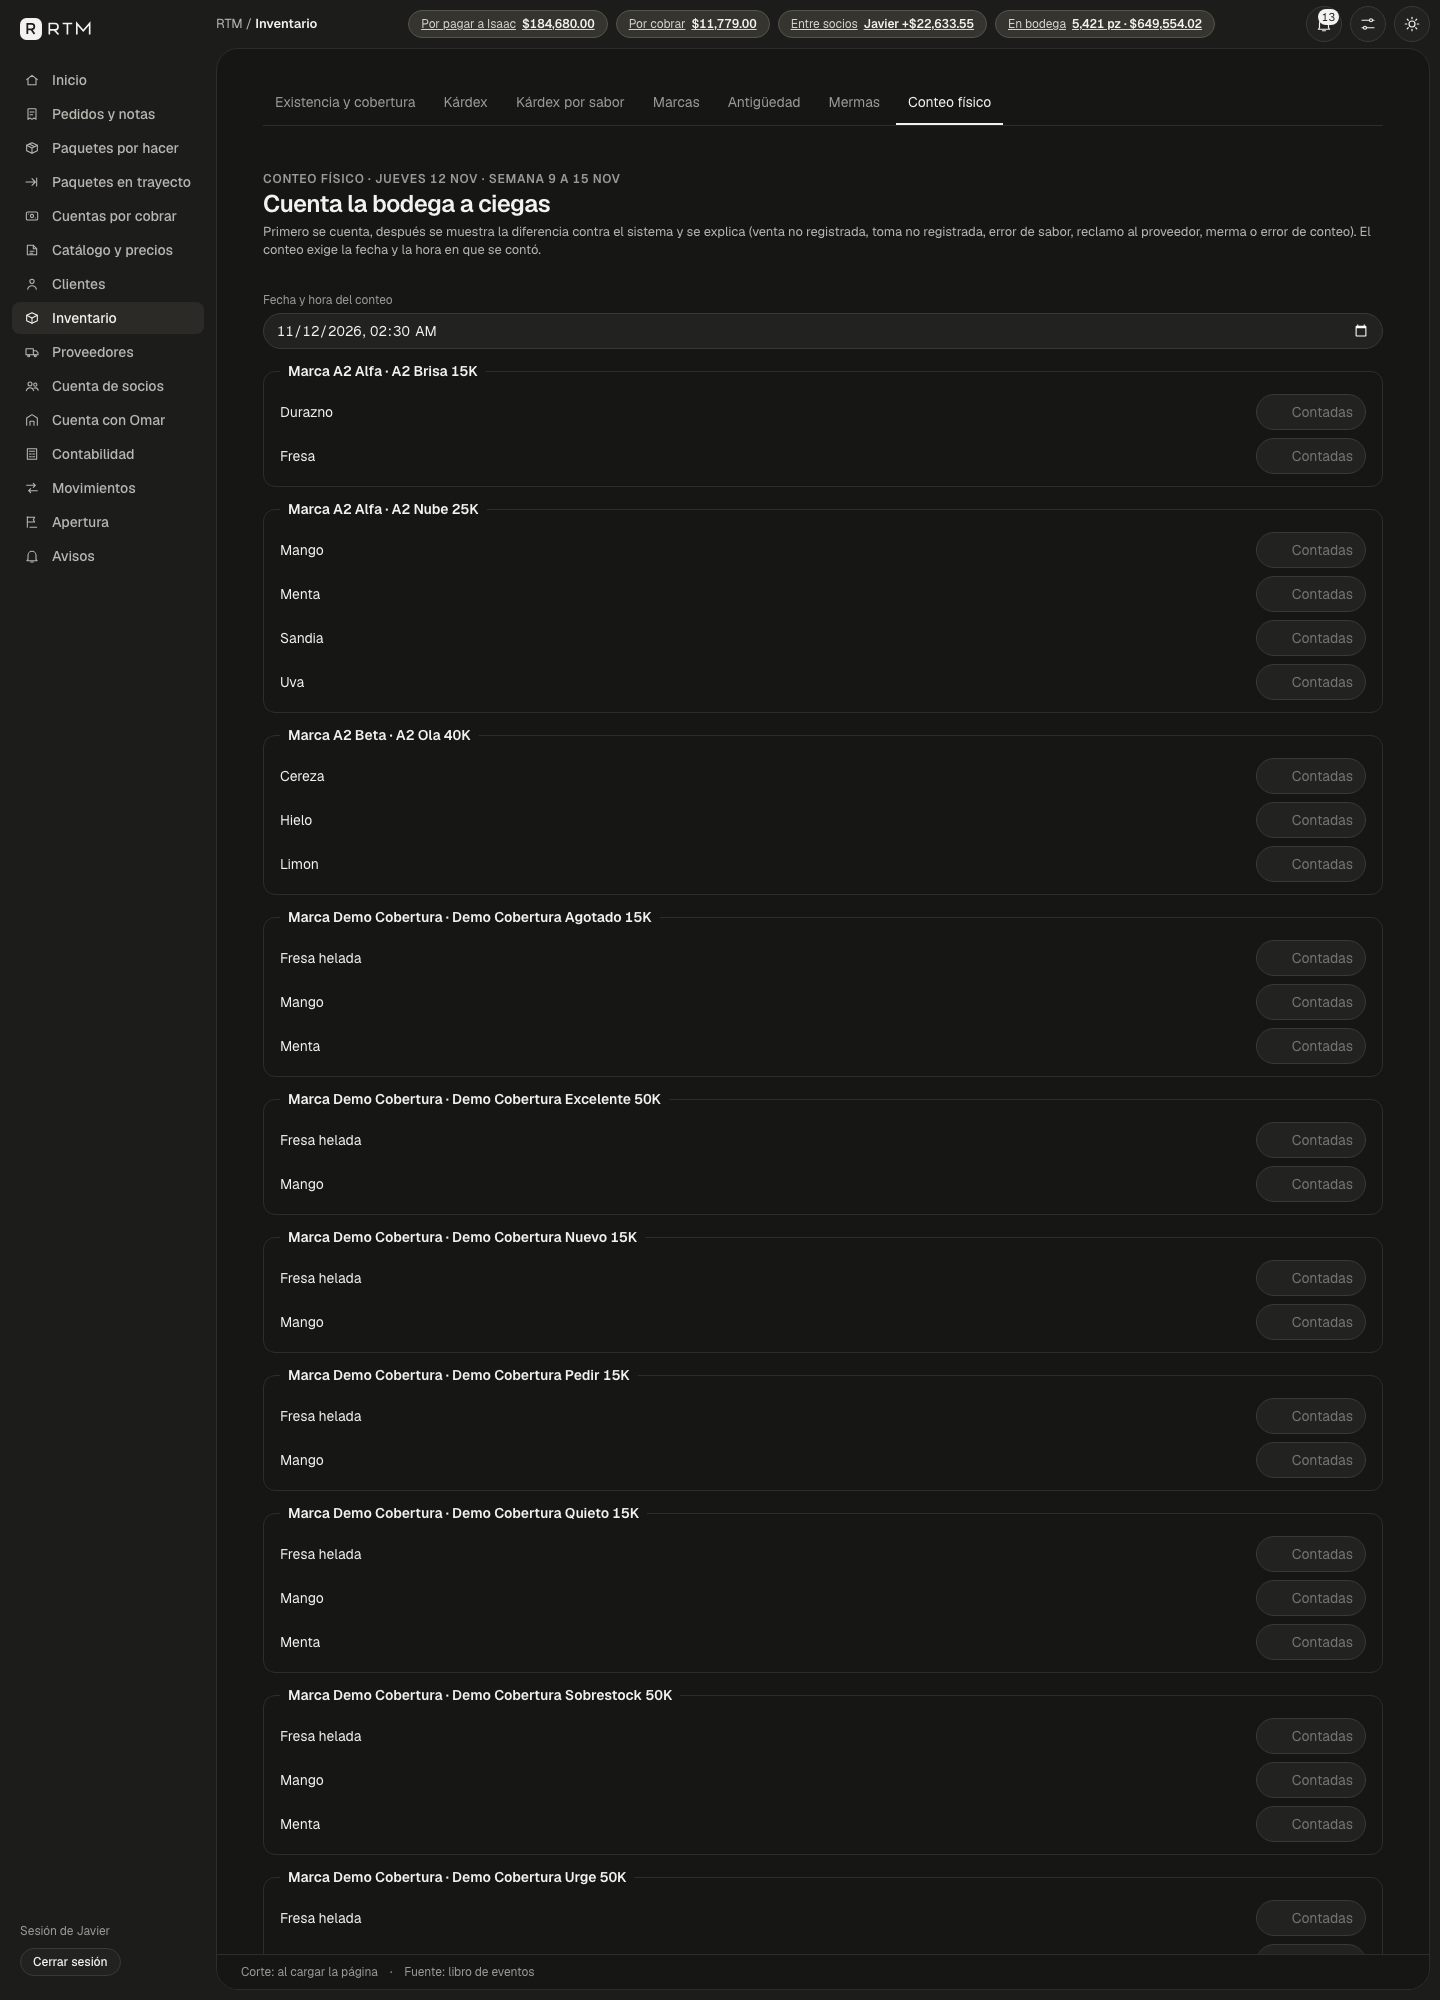 R RTM
Inicio
Pedidos y notas
Paquetes por hacer
Paquetes en trayecto
Cuentas por cobrar
Catálogo y precios
Clientes
Inventario
Proveedores
Cuenta de socios
Cuenta con Omar
Contabilidad
Movimientos
Apertura
Avisos
Sesión de Javier
Cerrar sesión
RTM / Inventario
Por pagar a Isaac $184,680.00
Por cobrar $11,779.00
Entre socios Javier +$22,633.55
En bodega 5,421 pz · $649,554.02
13
Existencia y cobertura
Kárdex
Kárdex por sabor
Marcas
Antigüedad
Mermas
Conteo físico
CONTEO FÍSICO · JUEVES 12 NOV · SEMANA 9 A 15 NOV
Cuenta la bodega a ciegas
Primero se cuenta, después se muestra la diferencia contra el sistema y se explica (venta no registrada, toma no registrada, error de sabor, reclamo al proveedor, merma o error de conteo). El
conteo exige la fecha y la hora en que se contó.
Fecha y hora del conteo
11/12/2026, 02:30 AM
Marca A2 Alfa · A2 Brisa 15K
Durazno Contadas
Fresa Contadas
Marca A2 Alfa · A2 Nube 25K
Mango Contadas
Menta Contadas
Sandia Contadas
Uva Contadas
Marca A2 Beta · A2 Ola 40K
Cereza Contadas
Hielo Contadas
Limon Contadas
Marca Demo Cobertura · Demo Cobertura Agotado 15K
Fresa helada Contadas
Mango Contadas
Menta Contadas
Marca Demo Cobertura · Demo Cobertura Excelente 50K
Fresa helada Contadas
Mango Contadas
Marca Demo Cobertura · Demo Cobertura Nuevo 15K
Fresa helada Contadas
Mango Contadas
Marca Demo Cobertura · Demo Cobertura Pedir 15K
Fresa helada Contadas
Mango Contadas
Marca Demo Cobertura · Demo Cobertura Quieto 15K
Fresa helada Contadas
Mango Contadas
Menta Contadas
Marca Demo Cobertura · Demo Cobertura Sobrestock 50K
Fresa helada Contadas
Mango Contadas
Menta Contadas
Marca Demo Cobertura · Demo Cobertura Urge 50K
Fresa helada Contadas
Corte: al cargar la página · Fuente: libro de eventos